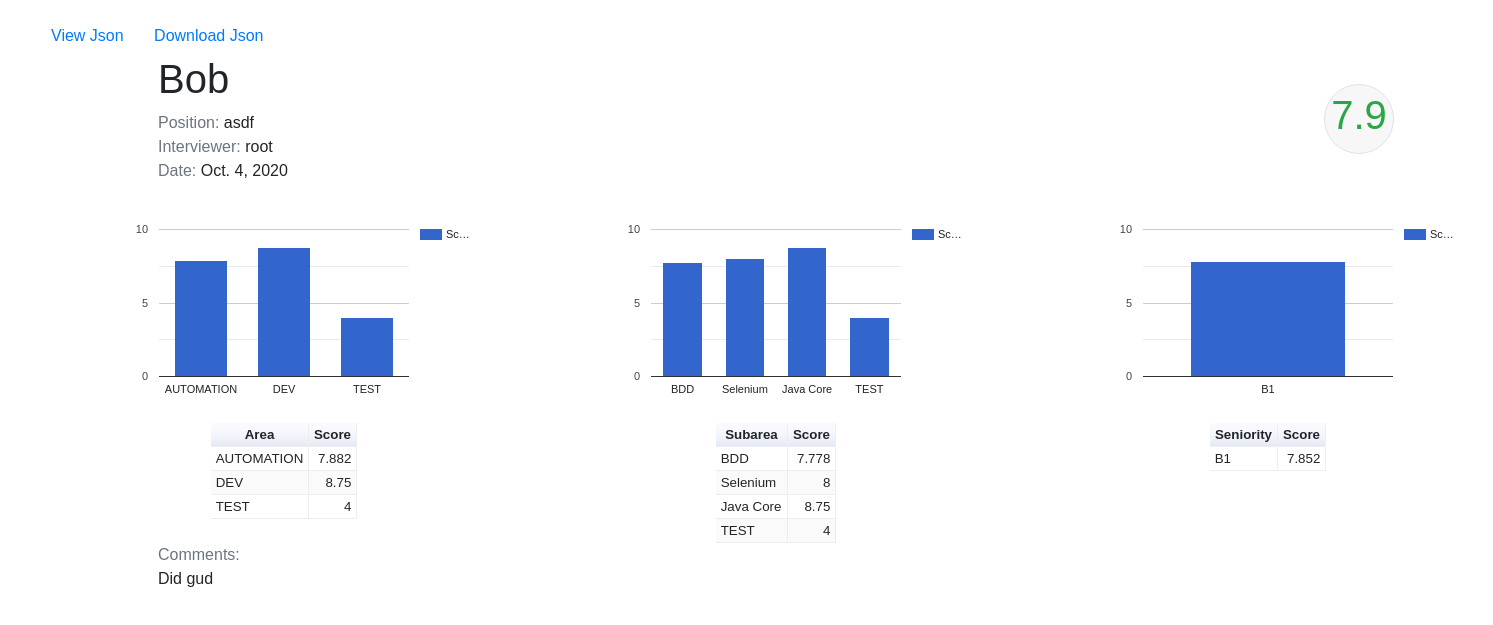 View Json Download Json
Bob
7.9
Position: asdf
Interviewer: root
Date: Oct. 4, 2020
10
5
0
AUTOMATION DEV TEST
Sc...
10
5
0
BDD Selenium Java Core TEST
Sc...
10
5
0
B1
Sc...
Area Score
AUTOMATION 7.882
DEV 8.75
TEST 4
Subarea Score
BDD 7.778
Selenium 8
Java Core 8.75
TEST 4
Seniority Score
B1 7.852
Comments:
Did gud